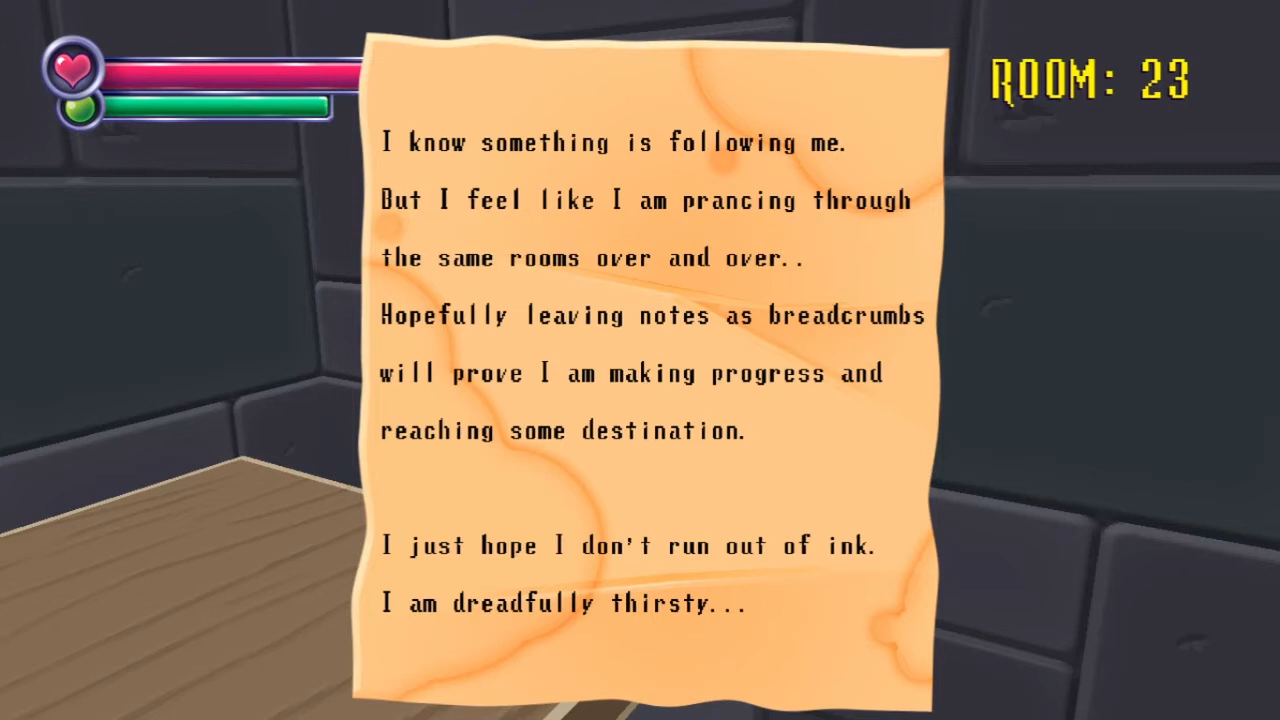 ROOM: 23
I know something is following me.
But I feel like I am prancing through
the same rooms over and over..
Hopefully leaving notes as breadcrumbs
will prove I am making progress and
reaching some destination.
I just hope I don't run out of ink.
I am dreadfully thirsty...